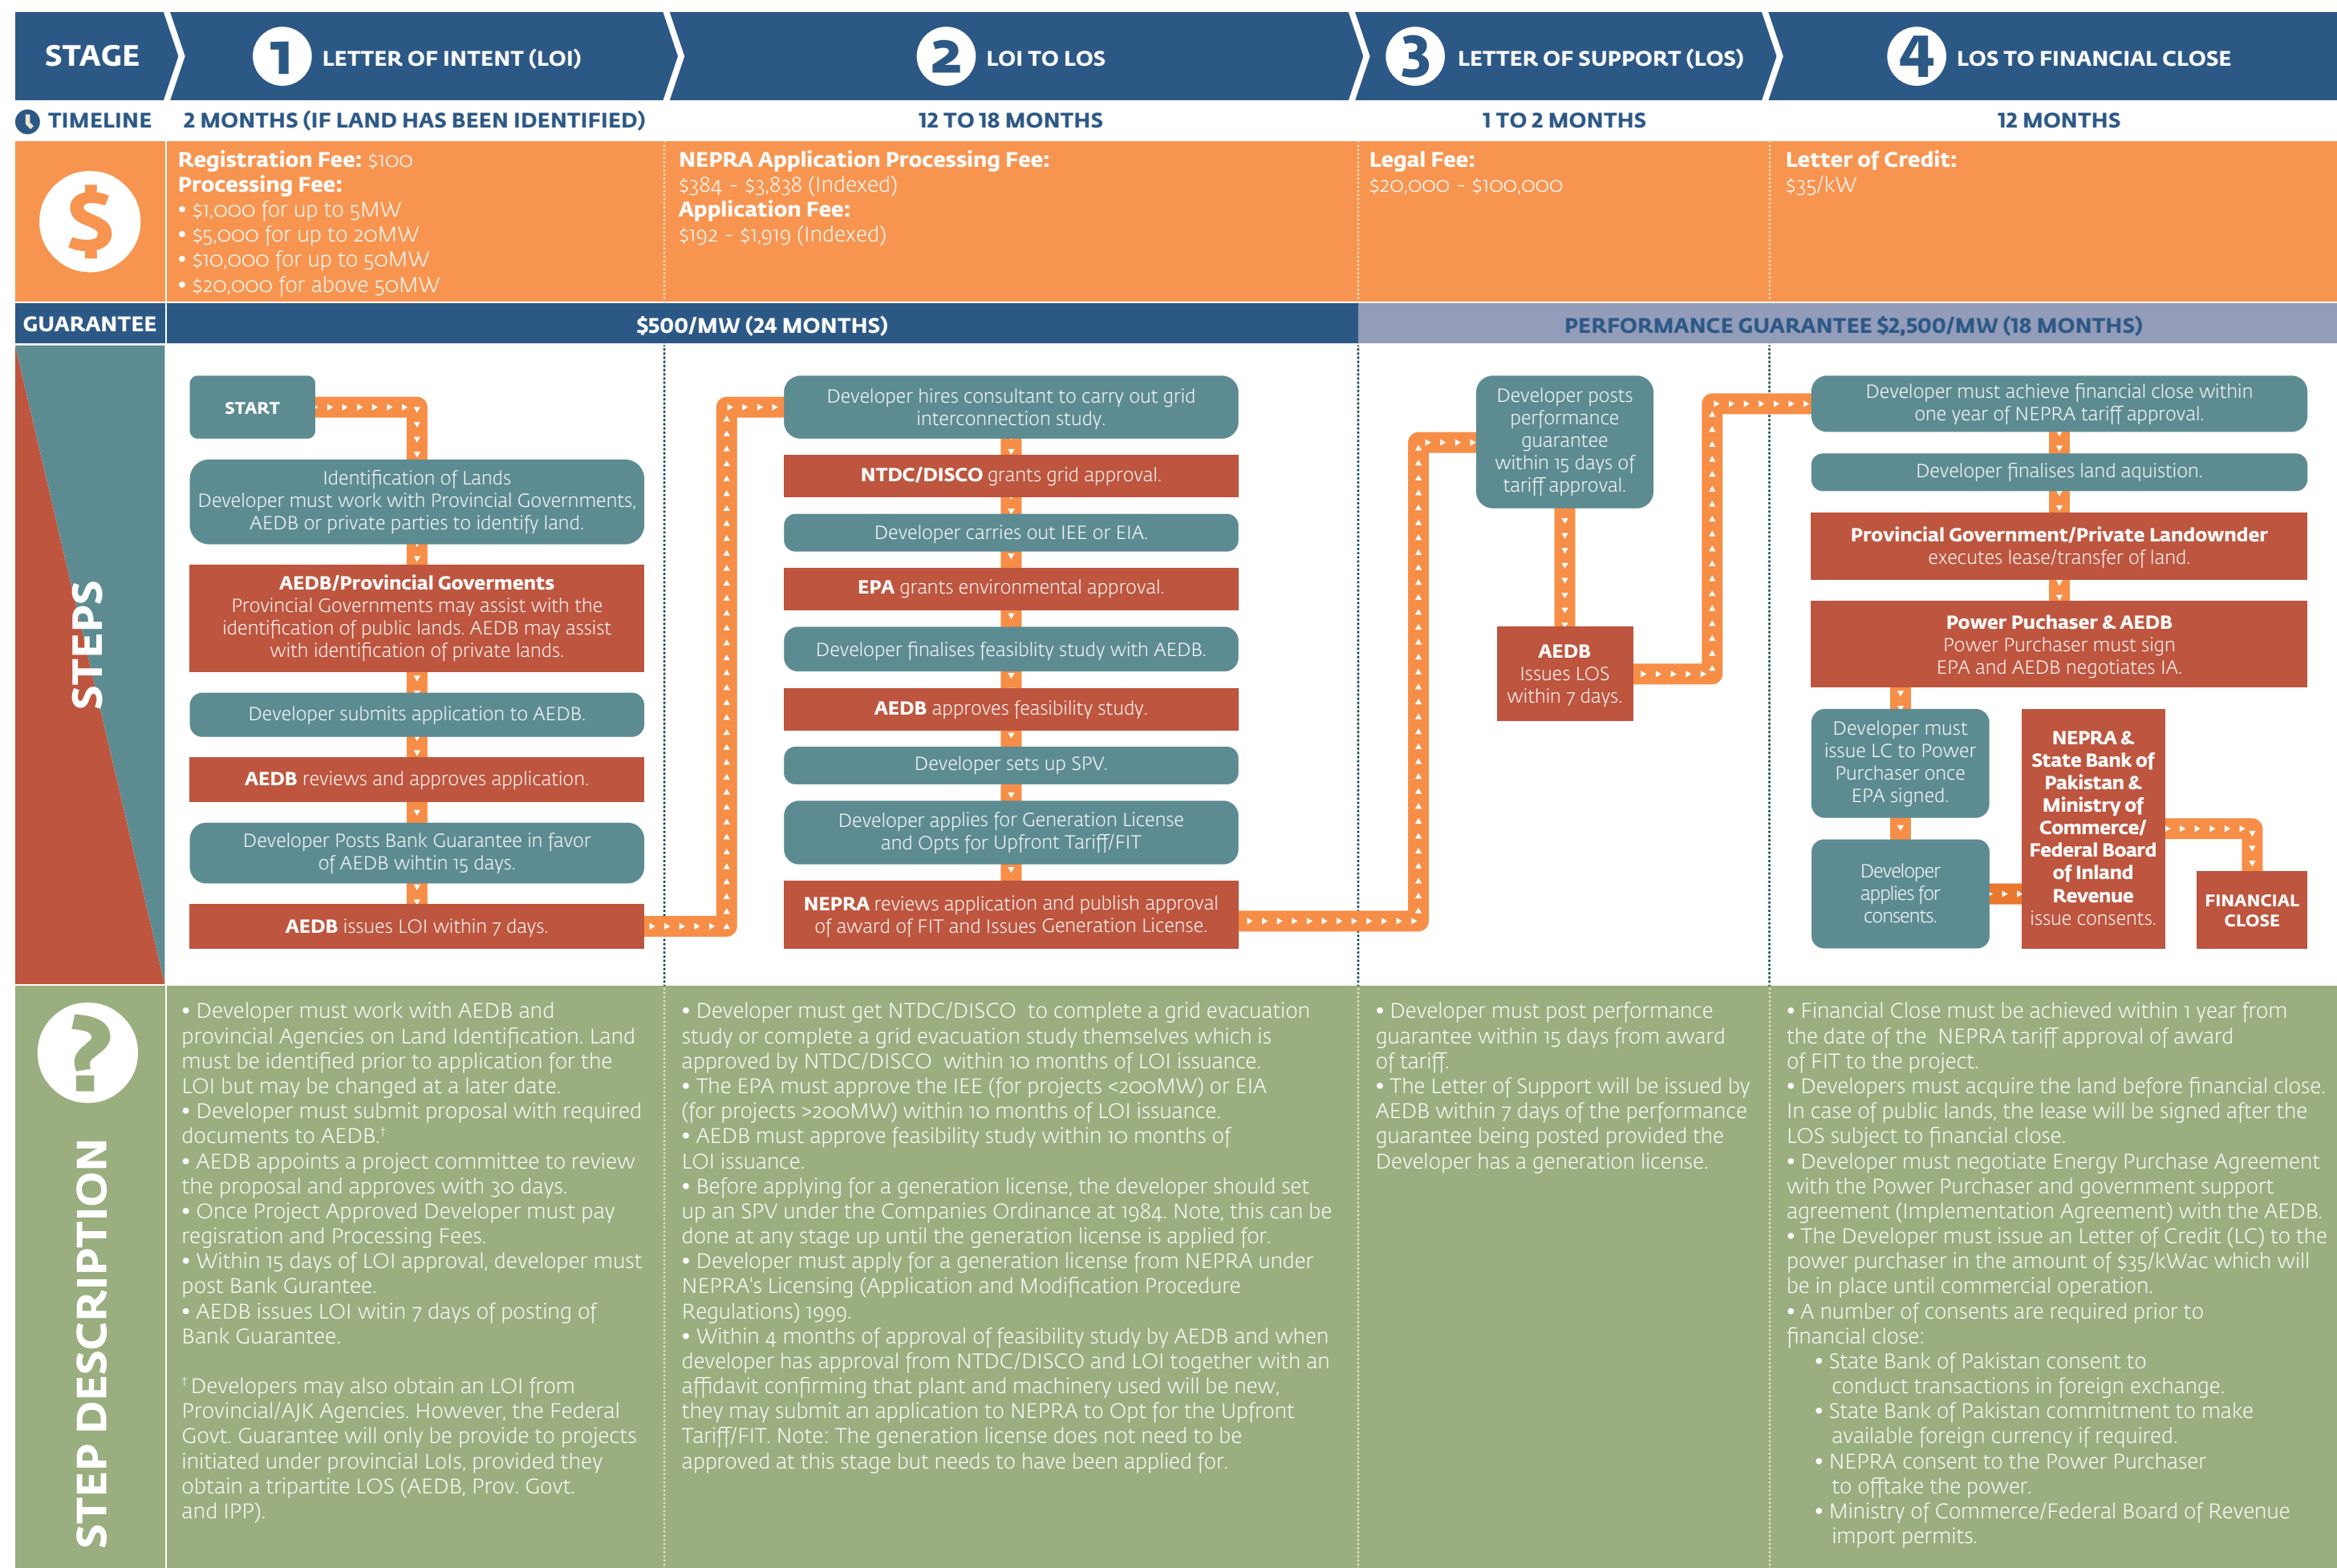 STAGE
1 LETTER OF INTENT (LOI)
2 LOI TO LOS
3 LETTER OF SUPPORT (LOS)
4 LOS TO FINANCIAL CLOSE
TIMELINE
2 MONTHS (IF LAND HAS BEEN IDENTIFIED)
12 TO 18 MONTHS
1 TO 2 MONTHS
12 MONTHS
$
Registration Fee: $100
Processing Fee:
• $1,000 for up to 5MW
• $5,000 for up to 20MW
• $10,000 for up to 50MW
• $20,000 for above 50MW
NEPRA Application Processing Fee:
$384 - $3,838 (Indexed)
Application Fee:
$192 - $1,919 (Indexed)
Legal Fee:
$20,000 - $100,000
Letter of Credit:
$35/kW
GUARANTEE
$500/MW (24 MONTHS)
PERFORMANCE GUARANTEE $2,500/MW (18 MONTHS)
STEPS
START
Identification of Lands
Developer must work with Provincial Governments,
AEDB or private parties to identify land.
AEDB/Provincial Goverments
Provincial Governments may assist with the
identification of public lands. AEDB may assist
with identification of private lands.
Developer submits application to AEDB.
AEDB reviews and approves application.
Developer Posts Bank Guarantee in favor
of AEDB wihtin 15 days.
AEDB issues LOI within 7 days.
Developer hires consultant to carry out grid
interconnection study.
NTDC/DISCO grants grid approval.
Developer carries out IEE or EIA.
EPA grants environmental approval.
Developer finalises feasiblity study with AEDB.
AEDB approves feasibility study.
Developer sets up SPV.
Developer applies for Generation License
and Opts for Upfront Tariff/FIT
NEPRA reviews application and publish approval
of award of FIT and Issues Generation License.
Developer posts
performance
guarantee
within 15 days of
tariff approval.
AEDB
Issues LOS
within 7 days.
Developer must achieve financial close within
one year of NEPRA tariff approval.
Developer finalises land aquistion.
Provincial Government/Private Landownder
executes lease/transfer of land.
Power Puchaser & AEDB
Power Purchaser must sign
EPA and AEDB negotiates IA.
Developer must
issue LC to Power
Purchaser once
EPA signed.
Developer
applies for
consents.
NEPRA &
State Bank of
Pakistan &
Ministry of
Commerce/
Federal Board
of Inland
Revenue
issue consents.
FINANCIAL
CLOSE
?
STEP DESCRIPTION
• Developer must work with AEDB and
provincial Agencies on Land Identification. Land
must be identified prior to application for the
LOI but may be changed at a later date.
• Developer must submit proposal with required
documents to AEDB.†
• AEDB appoints a project committee to review
the proposal and approves with 30 days.
• Once Project Approved Developer must pay
regisration and Processing Fees.
• Within 15 days of LOI approval, developer must
post Bank Gurantee.
• AEDB issues LOI witin 7 days of posting of
Bank Guarantee.
† Developers may also obtain an LOI from
Provincial/AJK Agencies. However, the Federal
Govt. Guarantee will only be provide to projects
initiated under provincial LoIs, provided they
obtain a tripartite LOS (AEDB, Prov. Govt.
and IPP).
• Developer must get NTDC/DISCO to complete a grid evacuation
study or complete a grid evacuation study themselves which is
approved by NTDC/DISCO within 10 months of LOI issuance.
• The EPA must approve the IEE (for projects <200MW) or EIA
(for projects >200MW) within 10 months of LOI issuance.
• AEDB must approve feasibility study within 10 months of
LOI issuance.
• Before applying for a generation license, the developer should set
up an SPV under the Companies Ordinance at 1984. Note, this can be
done at any stage up until the generation license is applied for.
• Developer must apply for a generation license from NEPRA under
NEPRA's Licensing (Application and Modification Procedure
Regulations) 1999.
• Within 4 months of approval of feasibility study by AEDB and when
developer has approval from NTDC/DISCO and LOI together with an
affidavit confirming that plant and machinery used will be new,
they may submit an application to NEPRA to Opt for the Upfront
Tariff/FIT. Note: The generation license does not need to be
approved at this stage but needs to have been applied for.
• Developer must post performance
guarantee within 15 days from award
of tariff.
• The Letter of Support will be issued by
AEDB within 7 days of the performance
guarantee being posted provided the
Developer has a generation license.
• Financial Close must be achieved within 1 year from
the date of the NEPRA tariff approval of award
of FIT to the project.
• Developers must acquire the land before financial close.
In case of public lands, the lease will be signed after the
LOS subject to financial close.
• Developer must negotiate Energy Purchase Agreement
with the Power Purchaser and government support
agreement (Implementation Agreement) with the AEDB.
• The Developer must issue an Letter of Credit (LC) to the
power purchaser in the amount of $35/kWac which will
be in place until commercial operation.
• A number of consents are required prior to
financial close:
• State Bank of Pakistan consent to
conduct transactions in foreign exchange.
• State Bank of Pakistan commitment to make
available foreign currency if required.
• NEPRA consent to the Power Purchaser
to offtake the power.
• Ministry of Commerce/Federal Board of Revenue
import permits.